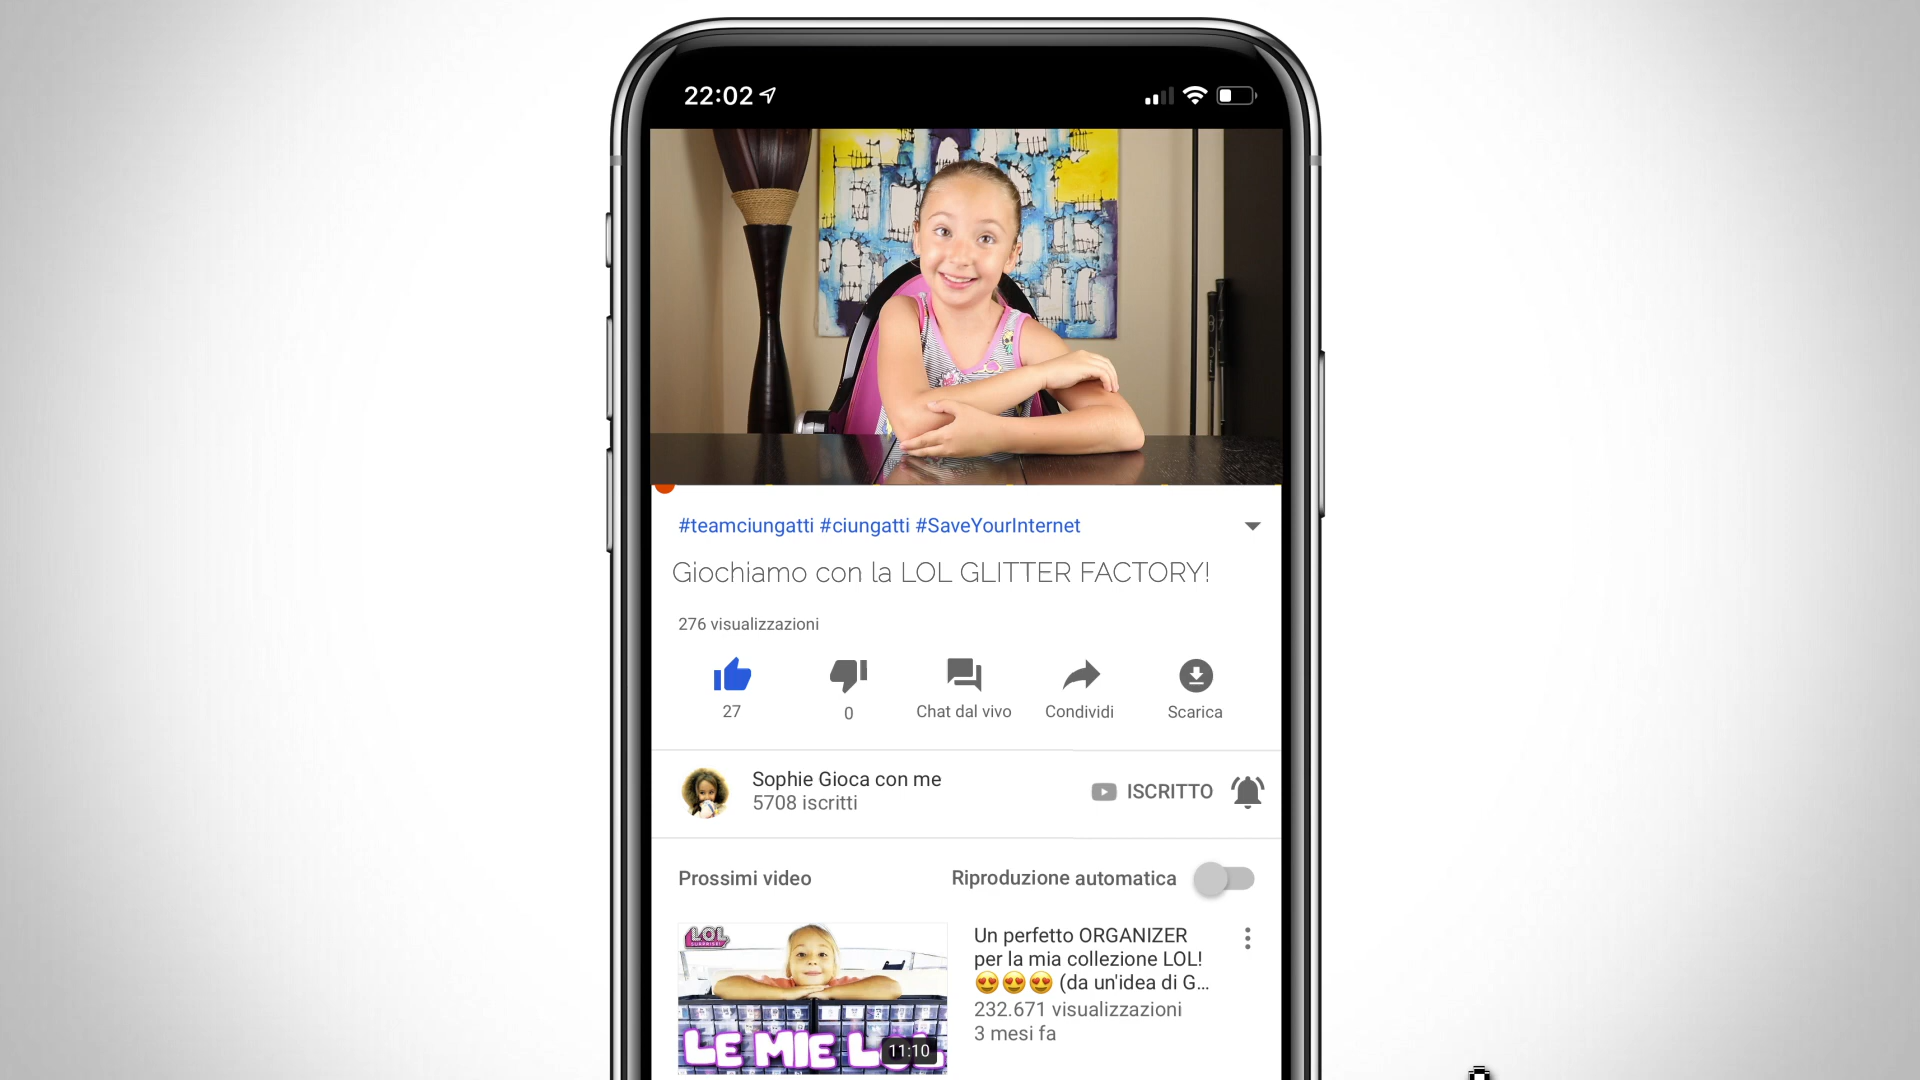 22:02
#teamciungatti #ciungatti #SaveYourInternet
Giochiamo con la LOL GLITTER FACTORY!
276 visualizzazioni
27
0
Chat dal vivo
Condividi
Scarica
Sophie Gioca con me
5708 iscritti
ISCRITTO
Prossimi video
Riproduzione automatica
LOL
SURPRISE!
LE MIE LOL
11:10
Un perfetto ORGANIZER
per la mia collezione LOL!
😍😍😍 (da un'idea di G...
232.671 visualizzazioni
3 mesi fa